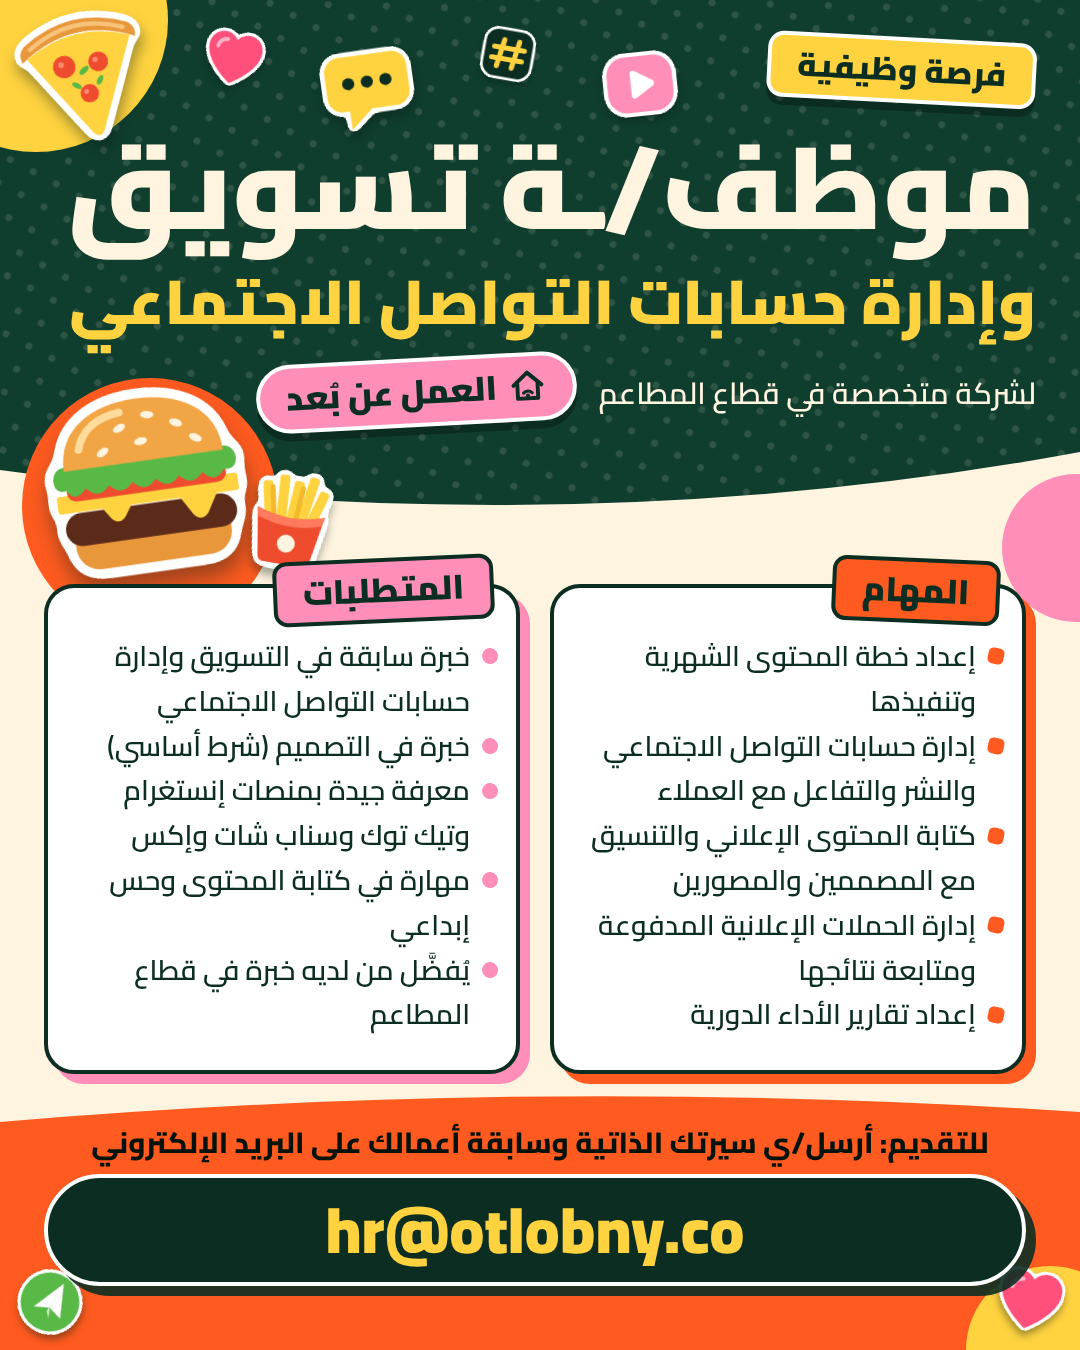 فرصة وظيفية
#
موظف/ـة تسويق
وإدارة حسابات التواصل الاجتماعي
لشركة متخصصة في قطاع المطاعم
العمل عن بُعد
المهام
إعداد خطة المحتوى الشهرية
وتنفيذها
إدارة حسابات التواصل الاجتماعي
والنشر والتفاعل مع العملاء
كتابة المحتوى الإعلاني والتنسيق
مع المصممين والمصورين
إدارة الحملات الإعلانية المدفوعة
ومتابعة نتائجها
إعداد تقارير الأداء الدورية
المتطلبات
خبرة سابقة في التسويق وإدارة
حسابات التواصل الاجتماعي
خبرة في التصميم (شرط أساسي)
معرفة جيدة بمنصات إنستغرام
وتيك توك وسناب شات وإكس
مهارة في كتابة المحتوى وحس
إبداعي
يُفضَّل من لديه خبرة في قطاع
المطاعم
للتقديم: أرسل/ي سيرتك الذاتية وسابقة أعمالك على البريد الإلكتروني
hr@otlobny.co